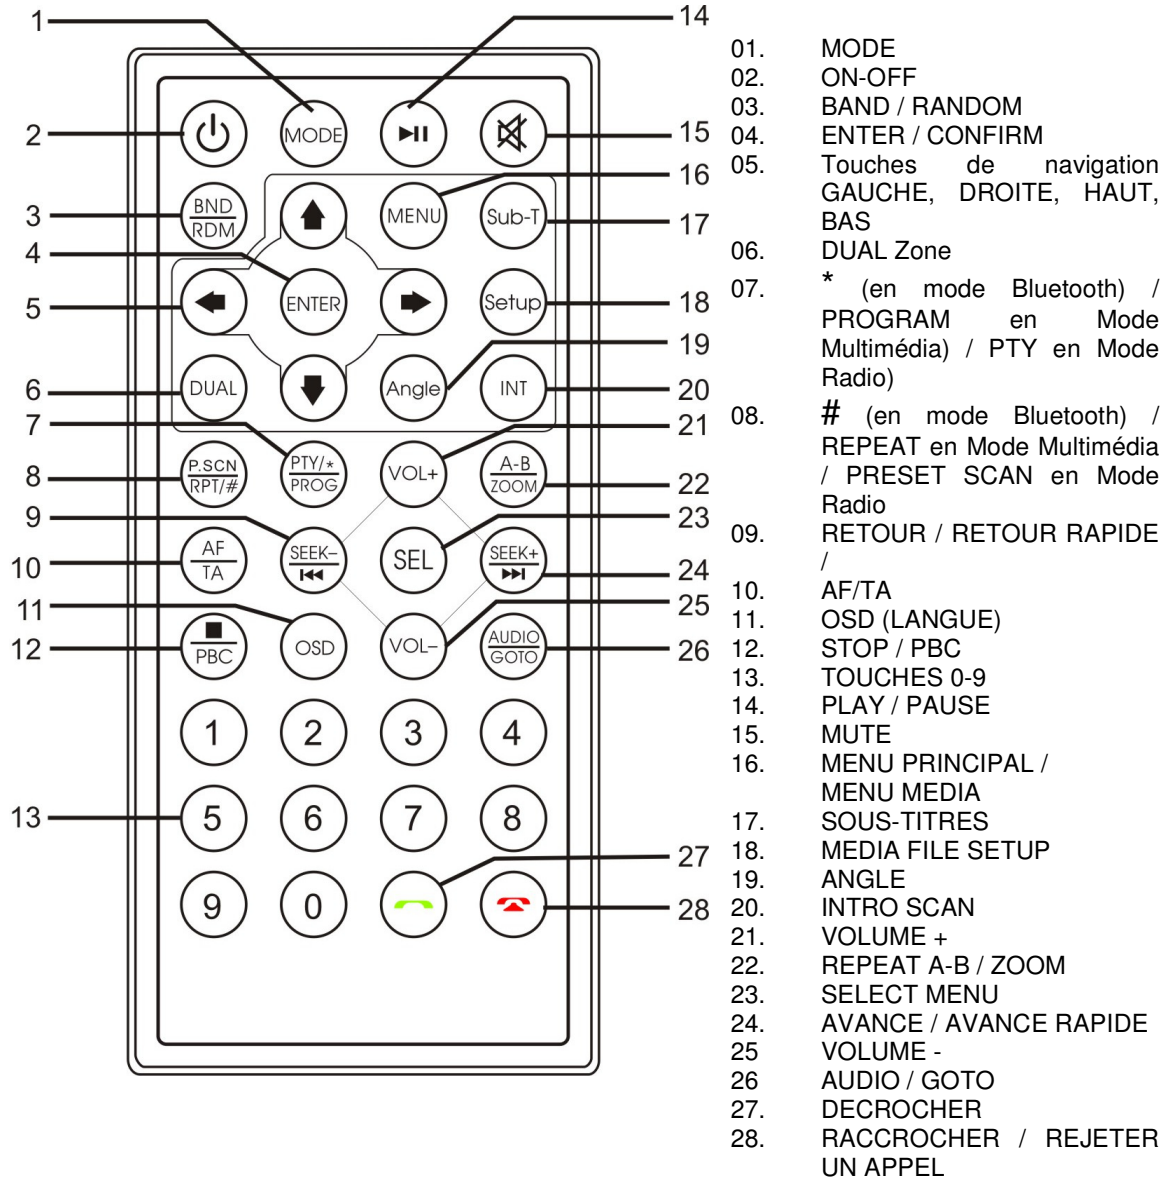 1
14
2
MODE
15
3
BND
RDM
MENU
16
Sub-T
17
4
5
ENTER
Setup
18
19
6
DUAL
Angle
INT
20
7
21
8
P.SCN
RPT/#
PTY/*
PROG
VOL+
A-B
ZOOM
22
9
23
10
AF
TA
SEEK–
SEL
SEEK+
24
11
25
12
PBC
OSD
VOL–
AUDIO
GOTO
26
1 2 3 4
13
5 6 7 8
27
9 0
28
01. MODE
02. ON-OFF
03. BAND / RANDOM
04. ENTER / CONFIRM
05. Touches de navigation
GAUCHE, DROITE, HAUT,
BAS
06. DUAL Zone
07. * (en mode Bluetooth) /
PROGRAM en Mode
Multimédia) / PTY en Mode
Radio)
08. # (en mode Bluetooth) /
REPEAT en Mode Multimédia
/ PRESET SCAN en Mode
Radio
09. RETOUR / RETOUR RAPIDE
/
10. AF/TA
11. OSD (LANGUE)
12. STOP / PBC
13. TOUCHES 0-9
14. PLAY / PAUSE
15. MUTE
16. MENU PRINCIPAL /
MENU MEDIA
17. SOUS-TITRES
18. MEDIA FILE SETUP
19. ANGLE
20. INTRO SCAN
21. VOLUME +
22. REPEAT A-B / ZOOM
23. SELECT MENU
24. AVANCE / AVANCE RAPIDE
25 VOLUME -
26 AUDIO / GOTO
27. DECROCHER
28. RACCROCHER / REJETER
UN APPEL